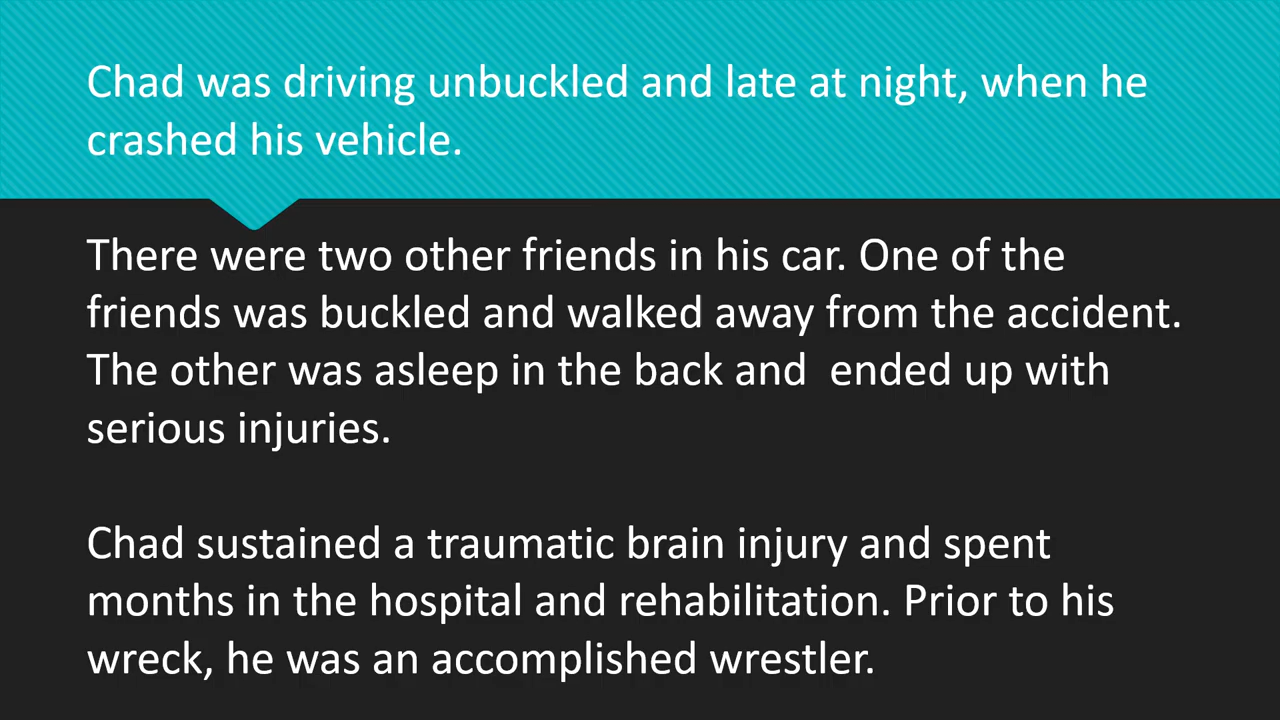 Chad was driving unbuckled and late at night, when he
crashed his vehicle.
There were two other friends in his car. One of the
friends was buckled and walked away from the accident.
The other was asleep in the back and  ended up with
serious injuries.
Chad sustained a traumatic brain injury and spent
months in the hospital and rehabilitation. Prior to his
wreck, he was an accomplished wrestler.